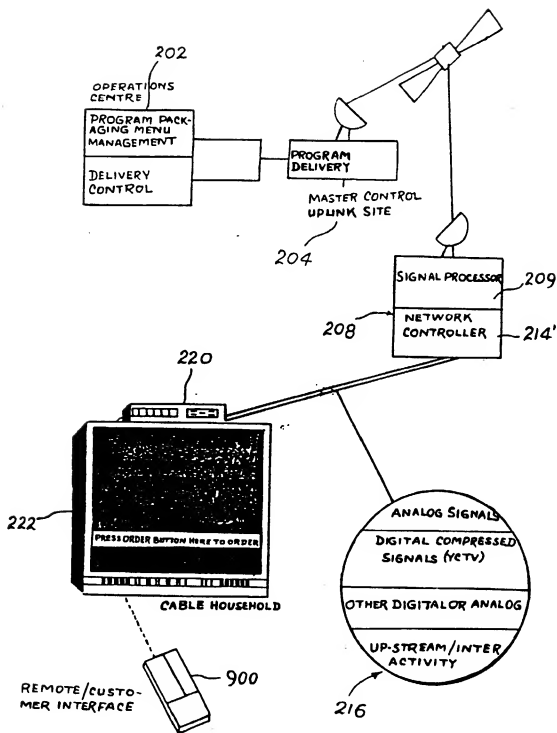 202
OPERATIONS
CENTRE
PROGRAM PACK-
AGING MENU
MANAGEMENT
DELIVERY
CONTROL
PROGRAM
DELIVERY
MASTER CONTROL
UPLINK SITE
204
SIGNAL PROCESSOR
209
208
NETWORK
CONTROLLER
214'
220
222
PRESS ORDER BUTTON HERE TO ORDER
CABLE HOUSEHOLD
REMOTE/CUSTO-
MER INTERFACE
900
ANALOG SIGNALS
DIGITAL COMPRESSED
SIGNALS (YCTV)
OTHER DIGITAL OR ANALOG
UP-STREAM/INTER
ACTIVITY
216